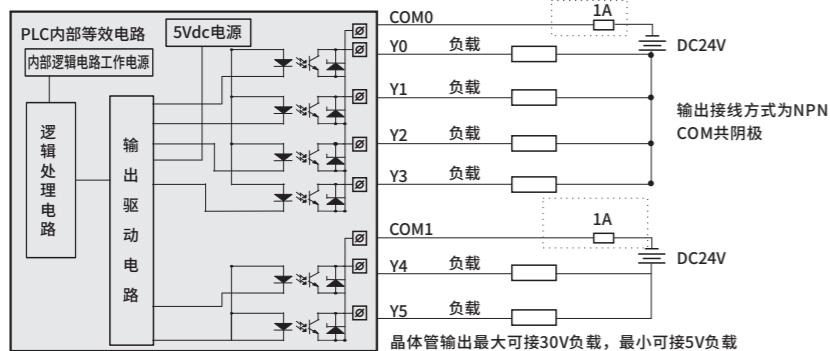 PLC内部等效电路
5Vdc电源
内部逻辑电路工作电源
逻辑处理电路
输出驱动电路
COM0
1A
DC24V
Y0
负载
Y1
负载
Y2
负载
Y3
负载
输出接线方式为NPN
COM共阴极
COM1
1A
DC24V
Y4
负载
Y5
负载
晶体管输出最大可接30V负载，最小可接5V负载